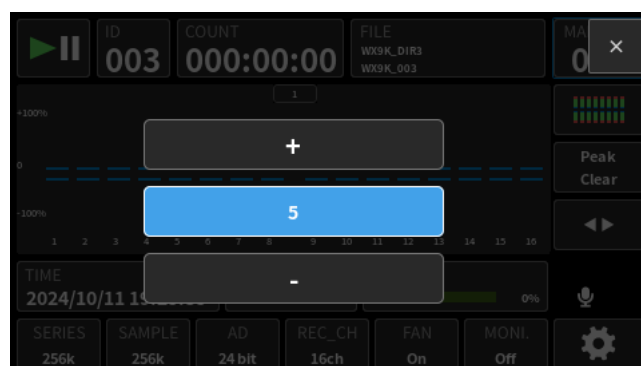 ID
003
COUNT
000:00:00
FILE
WX9K_DIR3
WX9K_003
MA
0
×
+100%
1
+
Peak
Clear
0
5
-100%
1 2 3 4 5 6 7 8 9 10 11 12 13 14 15 16
-
TIME
2024/10/11
0%
SERIES
256k
SAMPLE
256k
AD
24 bit
REC_CH
16ch
FAN
On
MONI.
Off